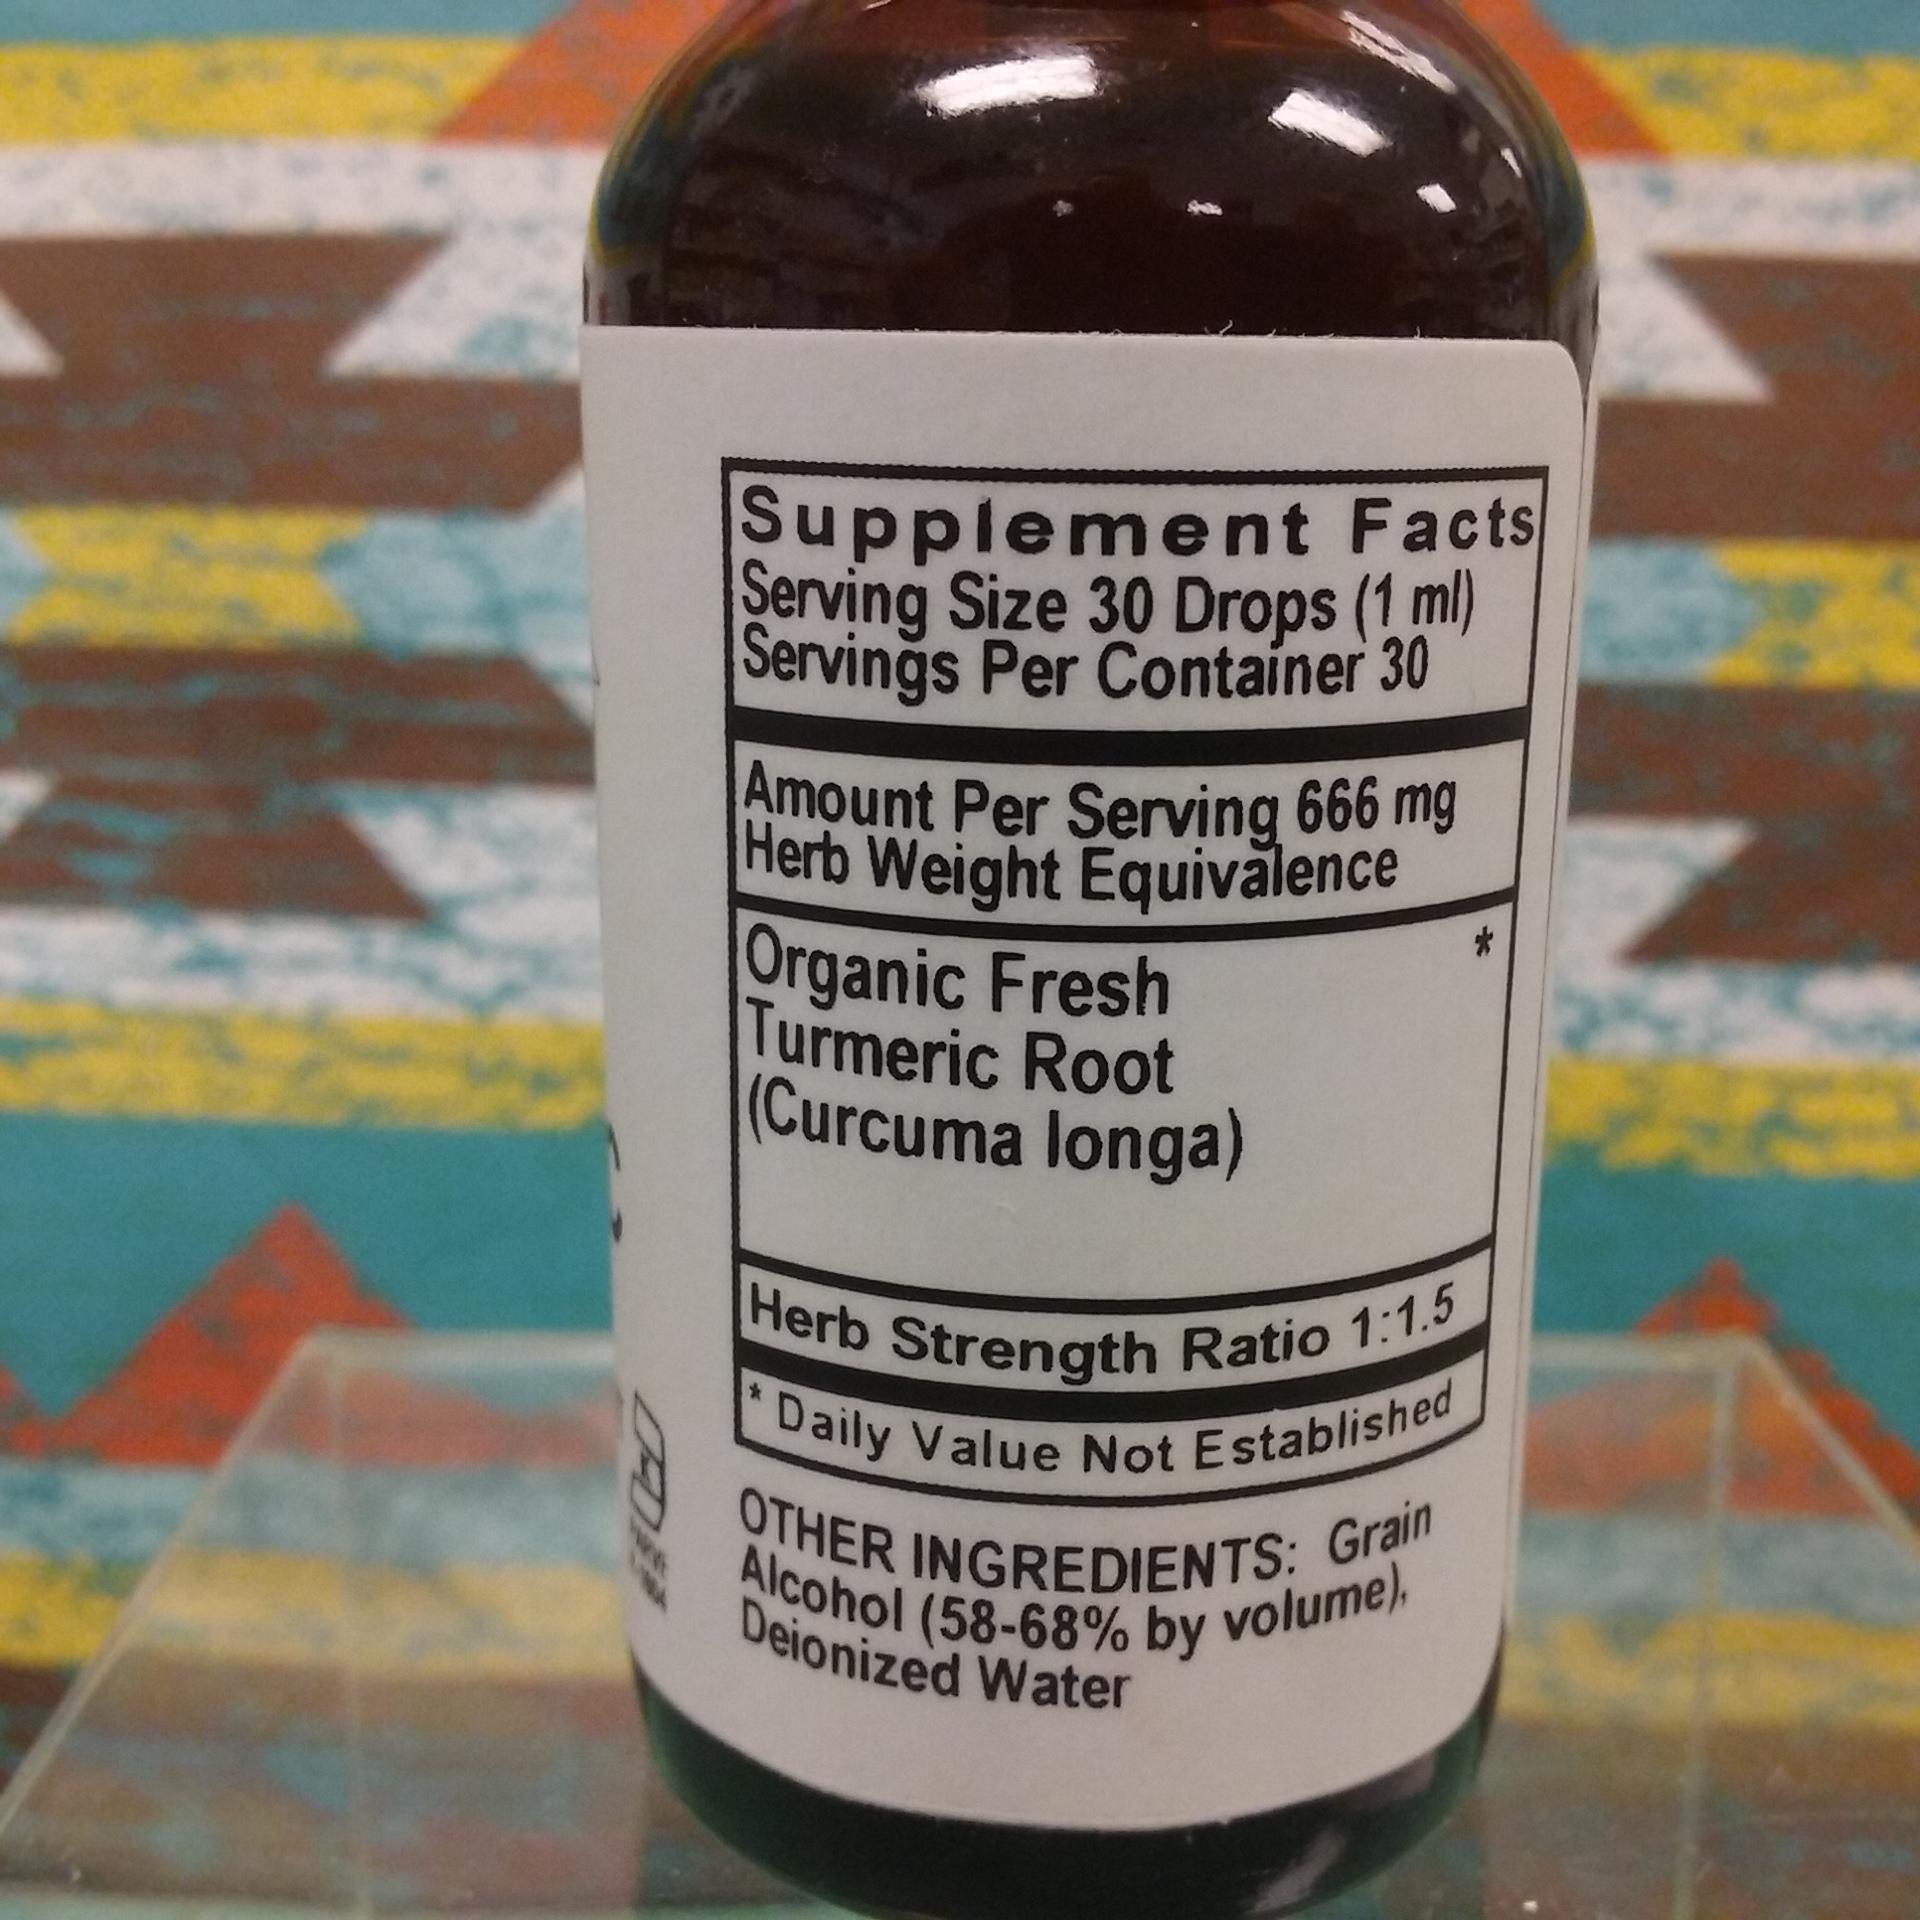 Supplement Facts
Serving Size 30 Drops (1 ml)
Servings Per Container 30
Amount Per Serving 666 mg
Herb Weight Equivalence
Organic Fresh *
Turmeric Root
(Curcuma longa)
Herb Strength Ratio 1:1.5
* Daily Value Not Established
OTHER INGREDIENTS: Grain
Alcohol (58-68% by volume),
Deionized Water